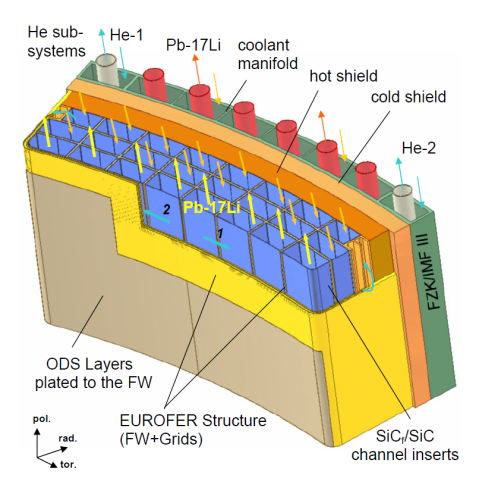 He sub-
systems
He-1
Pb-17Li
coolant
manifold
hot shield
cold shield
He-2
2
Pb-17Li
1
FZK/IMF III
ODS Layers
plated to the FW
EUROFER Structure
(FW+Grids)
SiCf/SiC
channel inserts
pol.
rad.
tor.